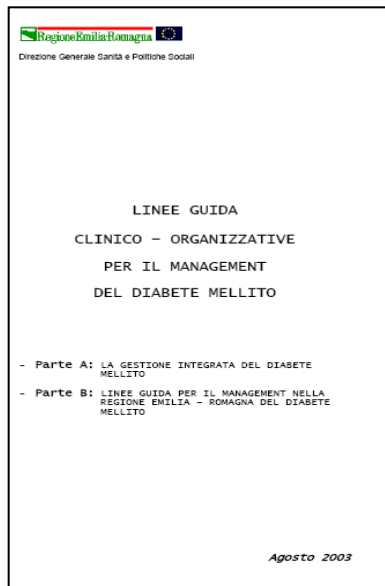 RegioneEmiliaRomagna
Direzione Generale Sanità e Politiche Sociali
LINEE GUIDA
CLINICO – ORGANIZZATIVE
PER IL MANAGEMENT
DEL DIABETE MELLITO
- Parte A: LA GESTIONE INTEGRATA DEL DIABETE
MELLITO
- Parte B: LINEE GUIDA PER IL MANAGEMENT NELLA
REGIONE EMILIA – ROMAGNA DEL DIABETE
MELLITO
Agosto 2003